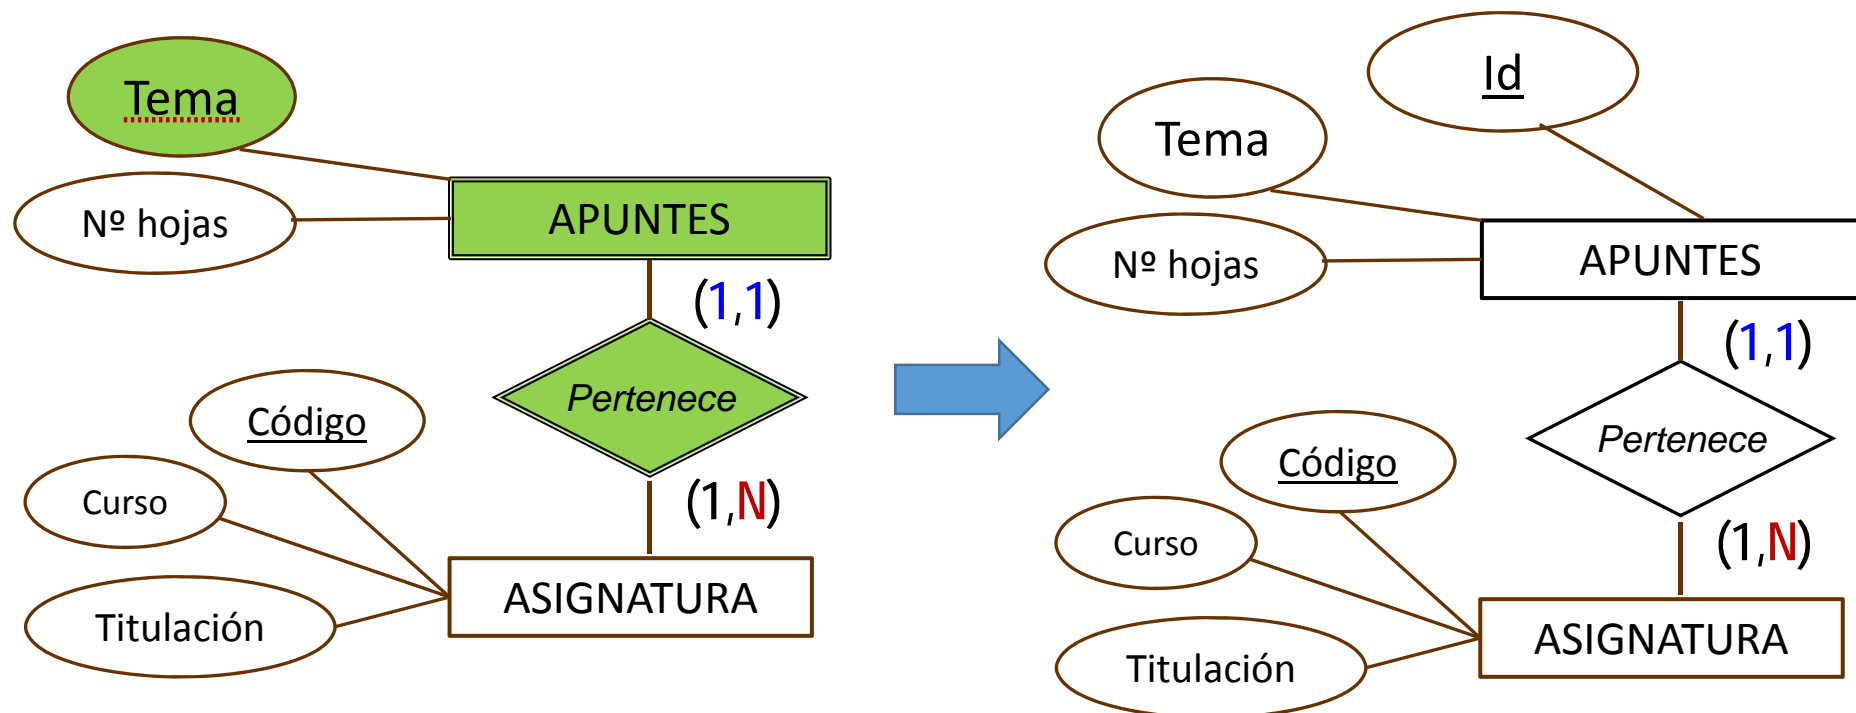 Tema
Nº hojas
APUNTES
(1,1)
Pertenece
Código
(1,N)
Curso
ASIGNATURA
Titulación
Id
Tema
Nº hojas
APUNTES
(1,1)
Pertenece
Código
(1,N)
Curso
ASIGNATURA
Titulación